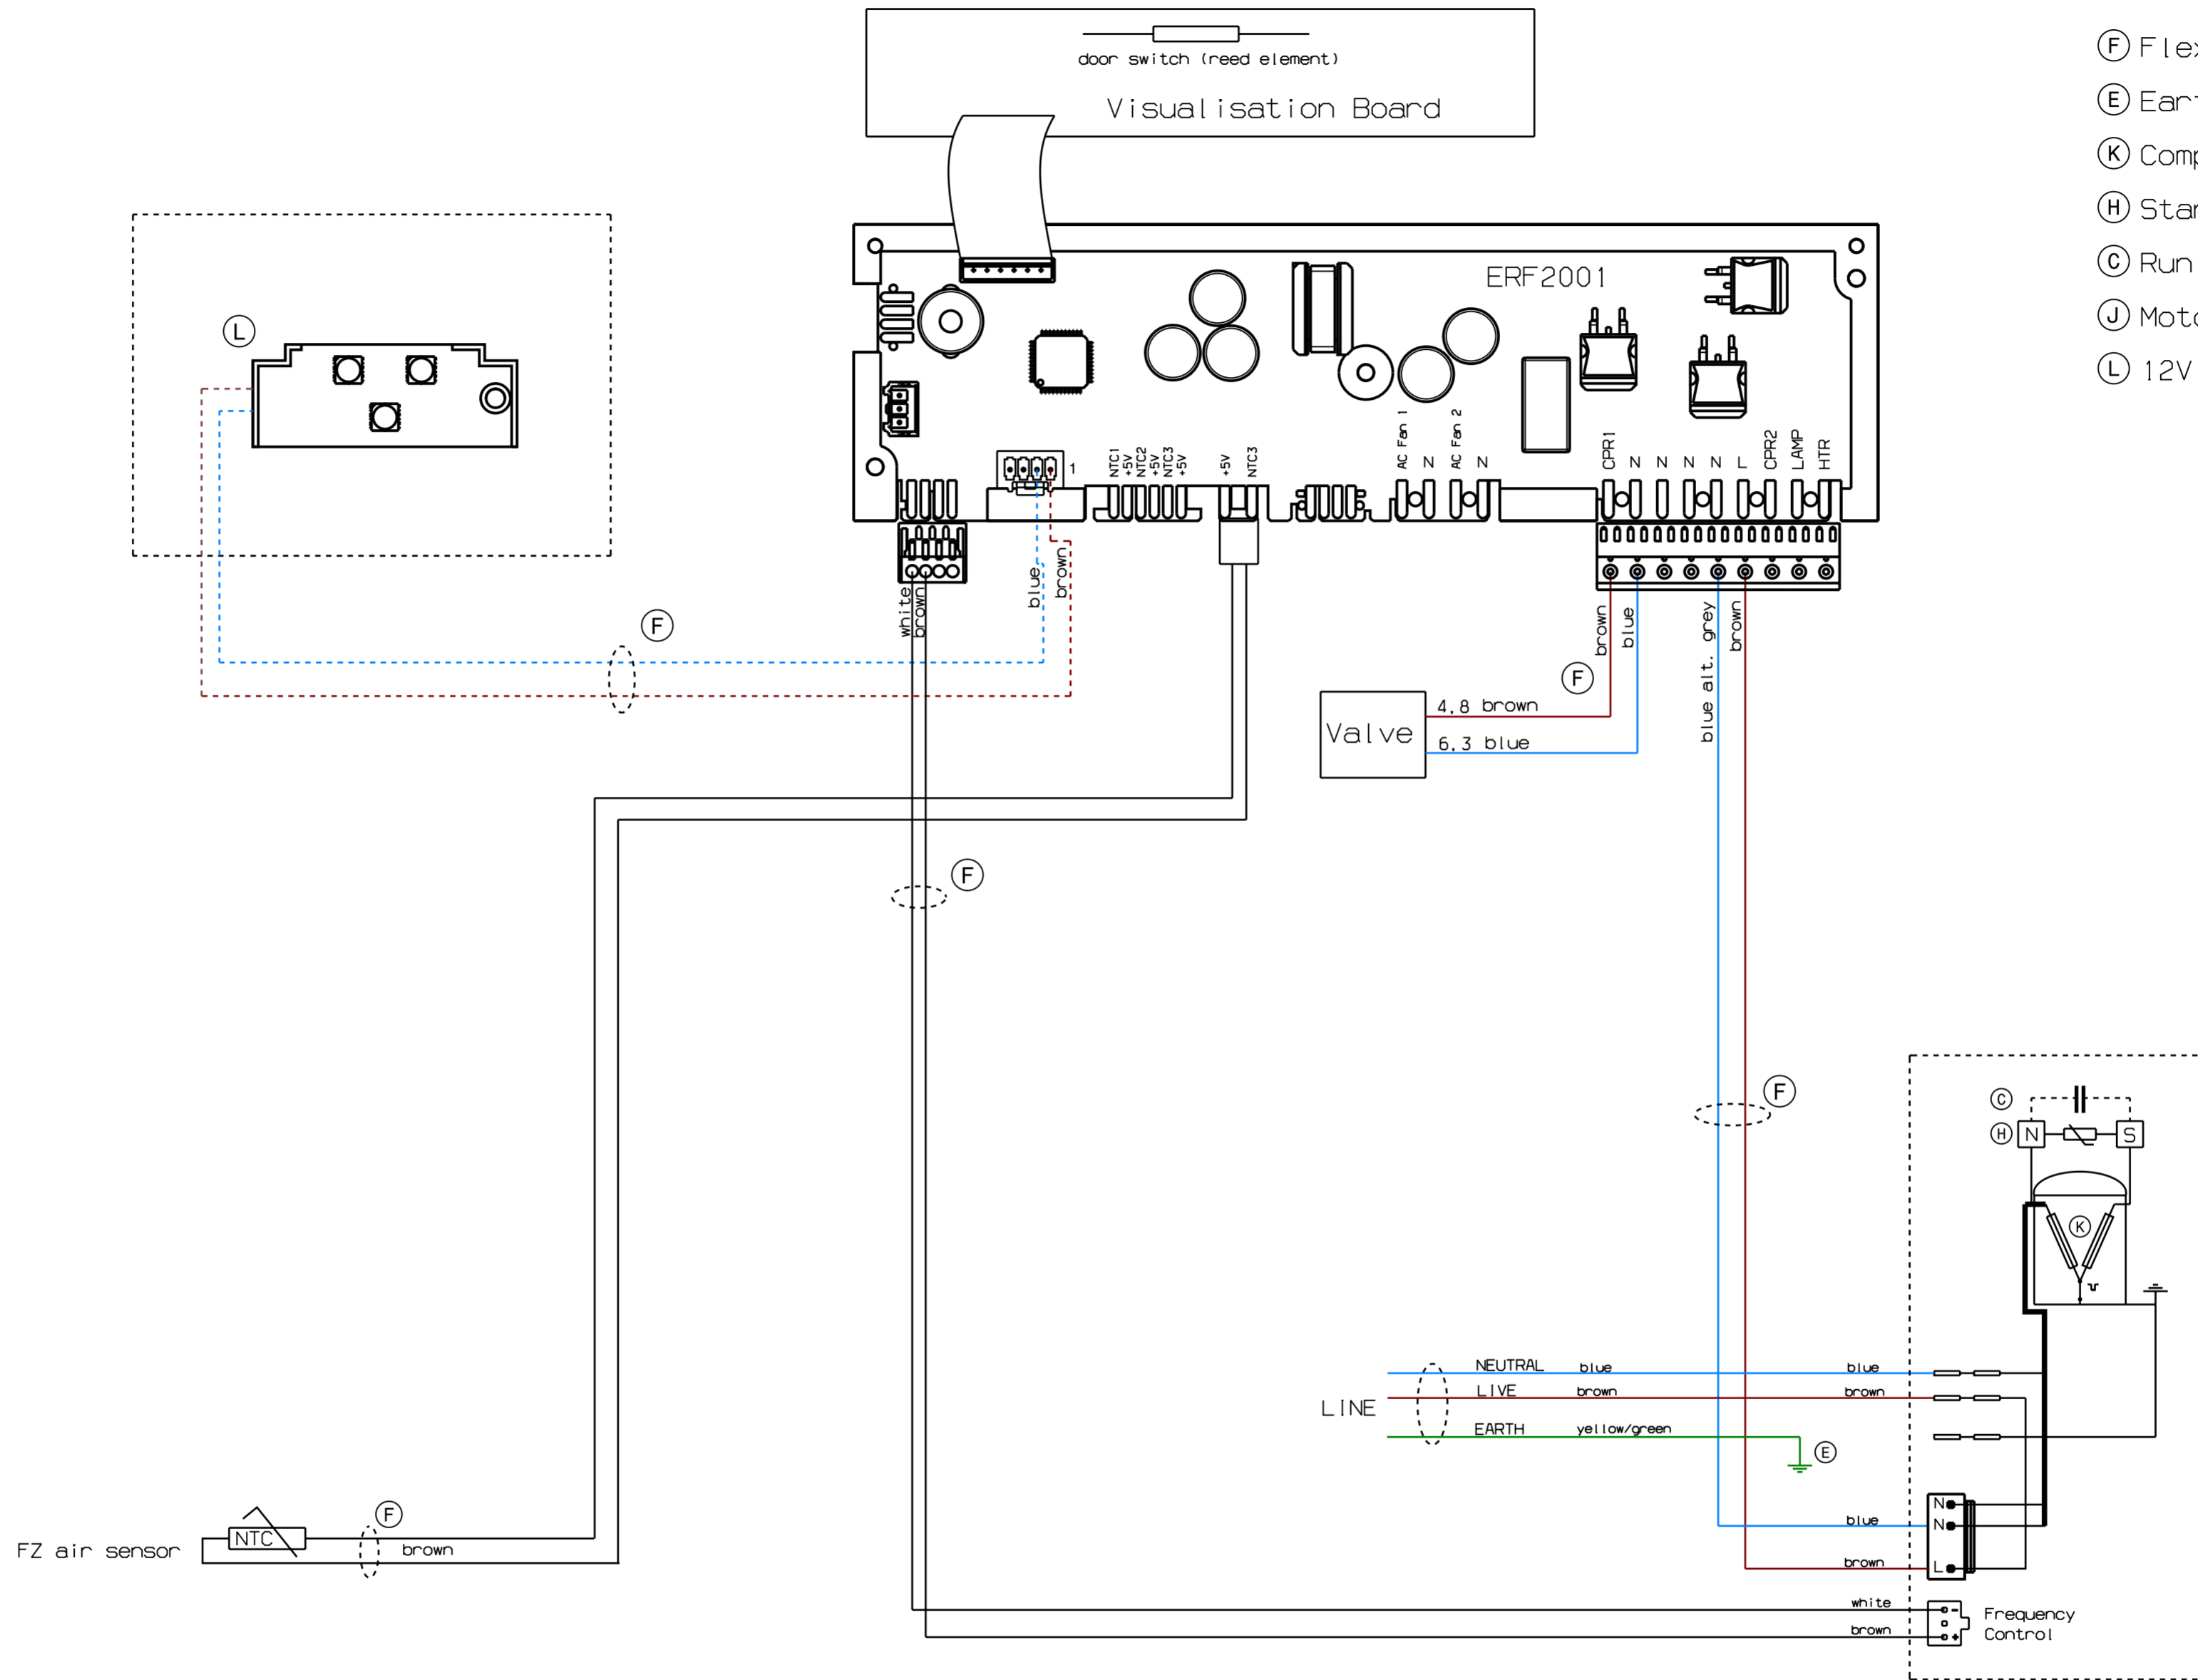 door switch (reed element)
Visualisation Board
F Flex
E Eart
K Comp
H Star
C Run
J Moto
L 12V
L
ERF2001
1
NTC1
+5V
NTC2
+5V
NTC3
+5V
+5V
NTC3
AC Fan 1
N
AC Fan 2
N
CPR1
N
N
N
N
L
CPR2
LAMP
HTR
white
brown
blue
brown
F
brown
blue
blue alt. grey
brown
F
4,8 brown
Valve
6,3 blue
F
F
C
H N S
K
NEUTRAL blue blue
LIVE brown brown
LINE
EARTH yellow/green
E
N
blue N
brown L
F
NTC
FZ air sensor
brown
white -
brown +
Frequency
Control